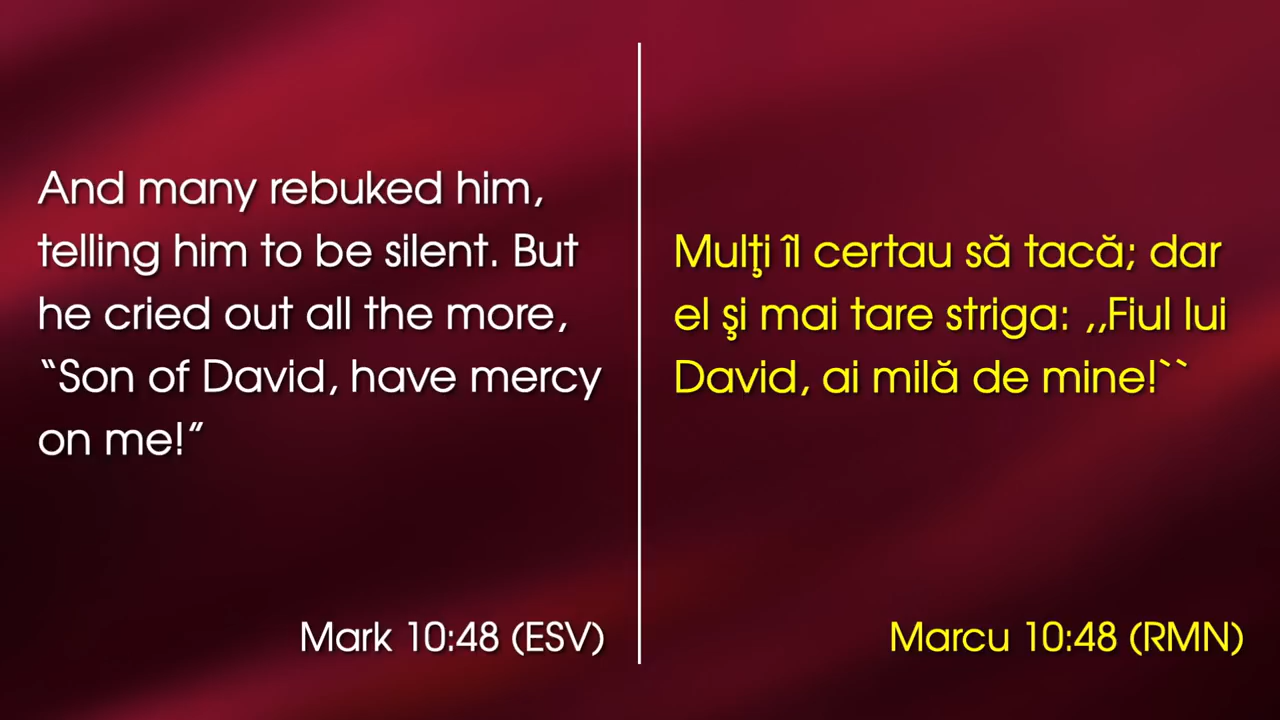 And many rebuked him,
telling him to be silent. But
he cried out all the more,
“Son of David, have mercy
on me!”
Mark 10:48 (ESV)
Mulţi îl certau să tacă; dar
el şi mai tare striga: ,,Fiul lui
David, ai milă de mine!``
Marcu 10:48 (RMN)